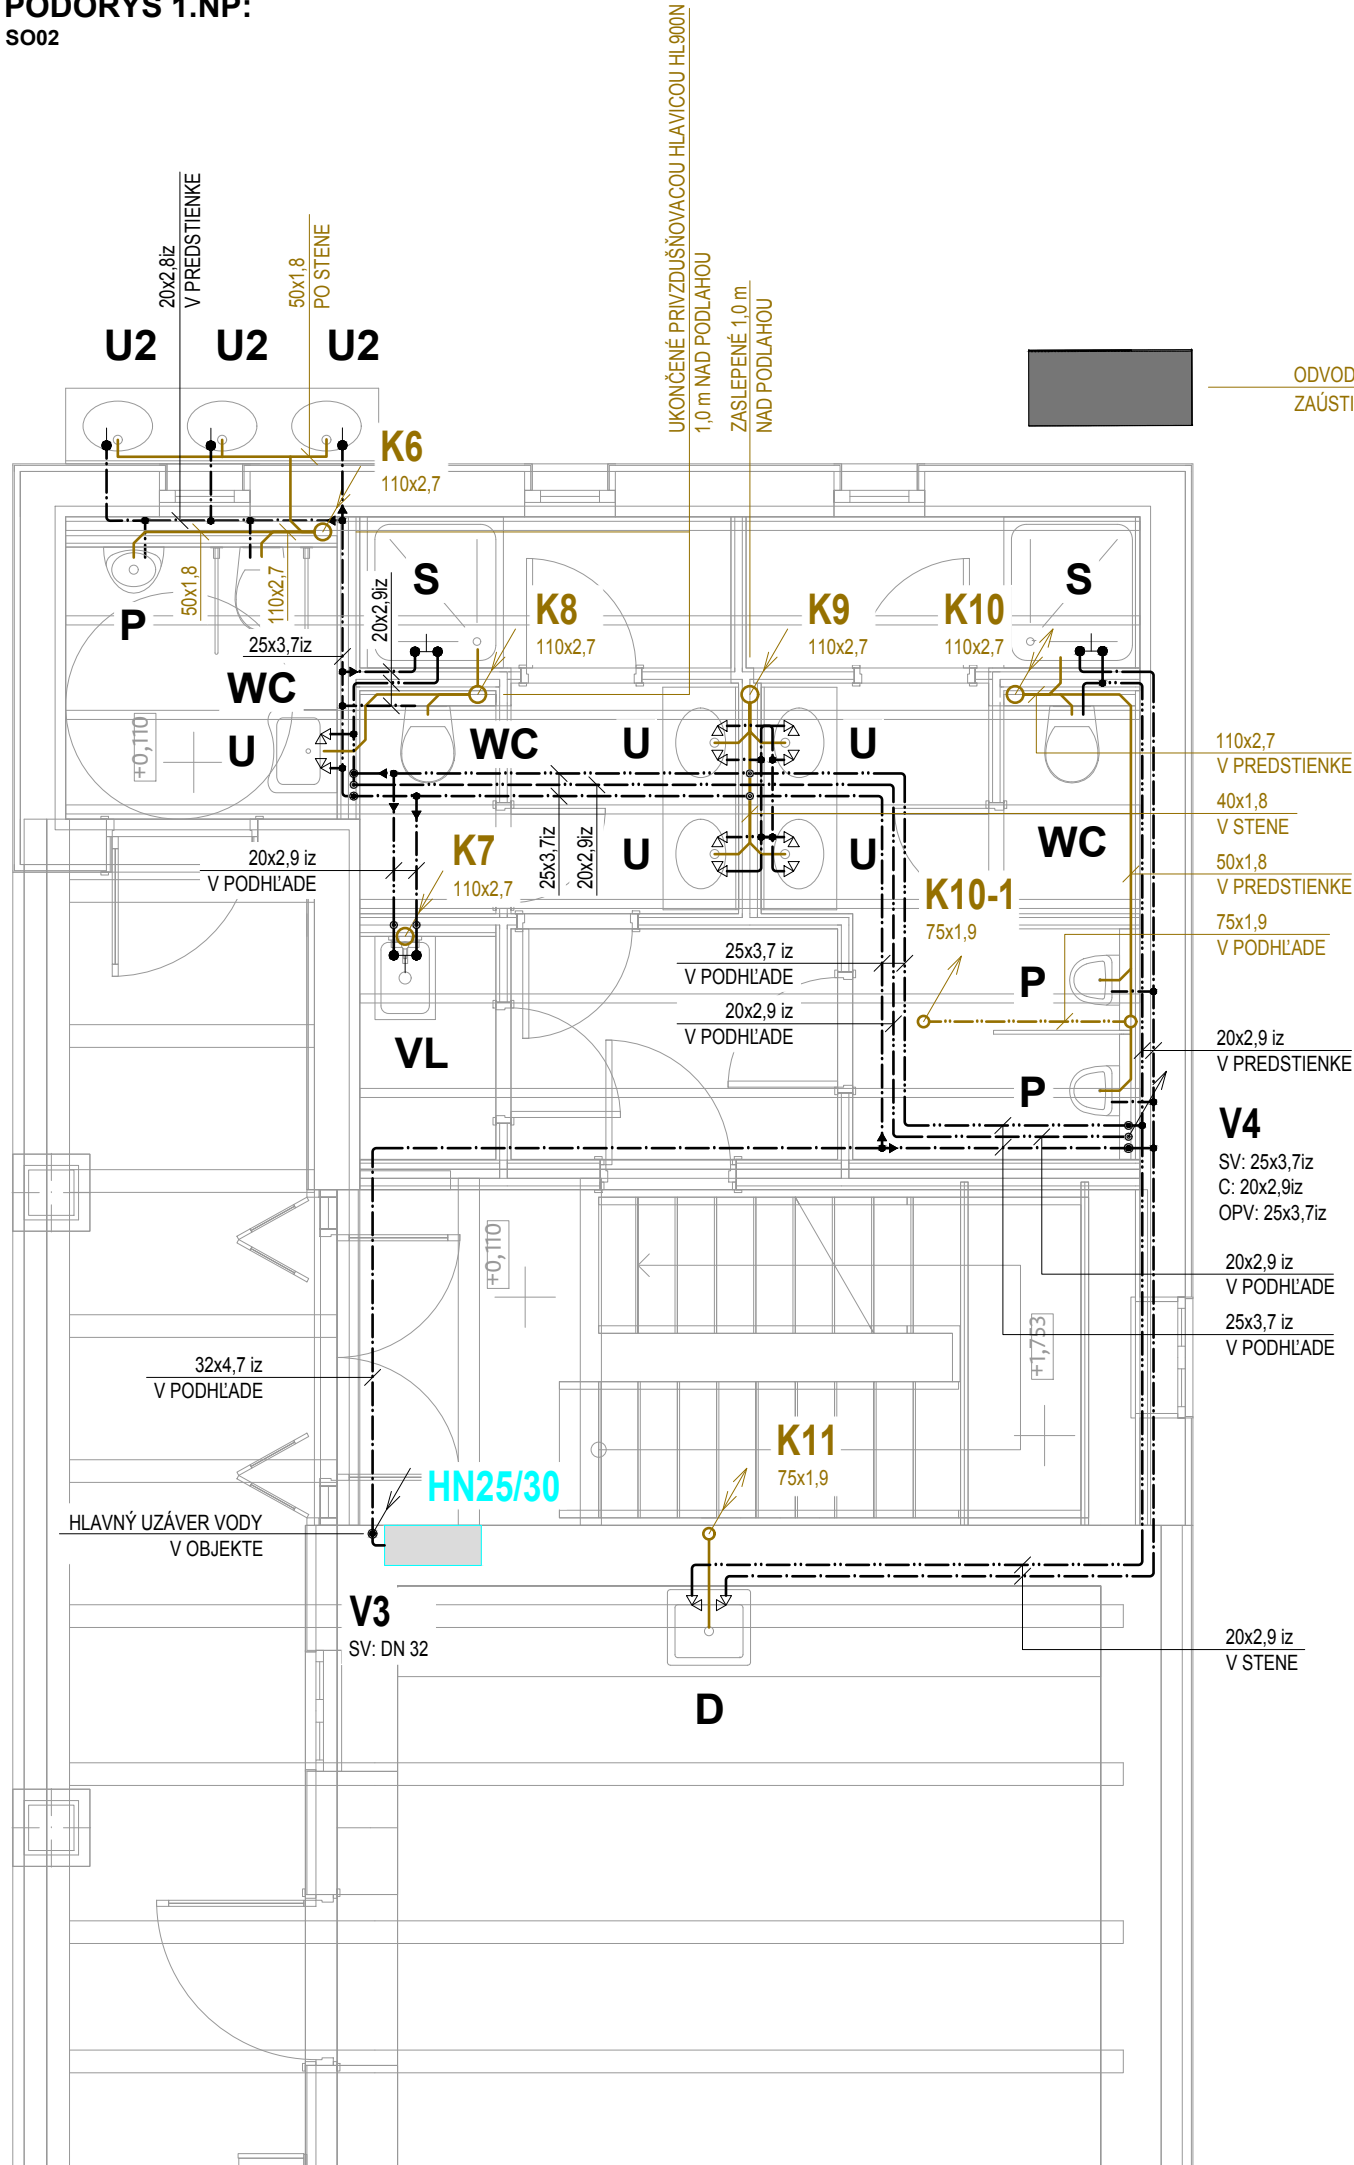 PÔDORYS 1.NP:
SO02
UKONČENÉ PRIVZDUŠŇOVACOU HLAVICOU HL900N
1,0 m NAD PODLAHOU
ZASLEPENÉ 1,0 m
NAD PODLAHOU
20x2,8iz
V PREDSTIENKE
50x1,8
PO STENE
U2
U2
U2
K6
110x2,7
ODVOD
ZAÚSTI
50x1,8
110x2,7
P
25x3,7iz
20x2,9iz
S
K8
110x2,7
K9
110x2,7
K10
110x2,7
S
WC
U
+0,110
WC
U
U
110x2,7
V PREDSTIENKE
40x1,8
V STENE
WC
20x2,9 iz
V PODHĽADE
K7
110x2,7
25x3,7iz
20x2,9iz
U
U
50x1,8
V PREDSTIENKE
K10-1
75x1,9
75x1,9
V PODHĽADE
25x3,7 iz
V PODHĽADE
20x2,9 iz
V PODHĽADE
P
VL
P
20x2,9 iz
V PREDSTIENKE
V4
SV: 25x3,7iz
C: 20x2,9iz
OPV: 25x3,7iz
20x2,9 iz
V PODHĽADE
25x3,7 iz
V PODHĽADE
+0,110
+1,753
32x4,7 iz
V PODHĽADE
K11
75x1,9
HN25/30
HLAVNÝ UZÁVER VODY
V OBJEKTE
V3
SV: DN 32
20x2,9 iz
V STENE
D